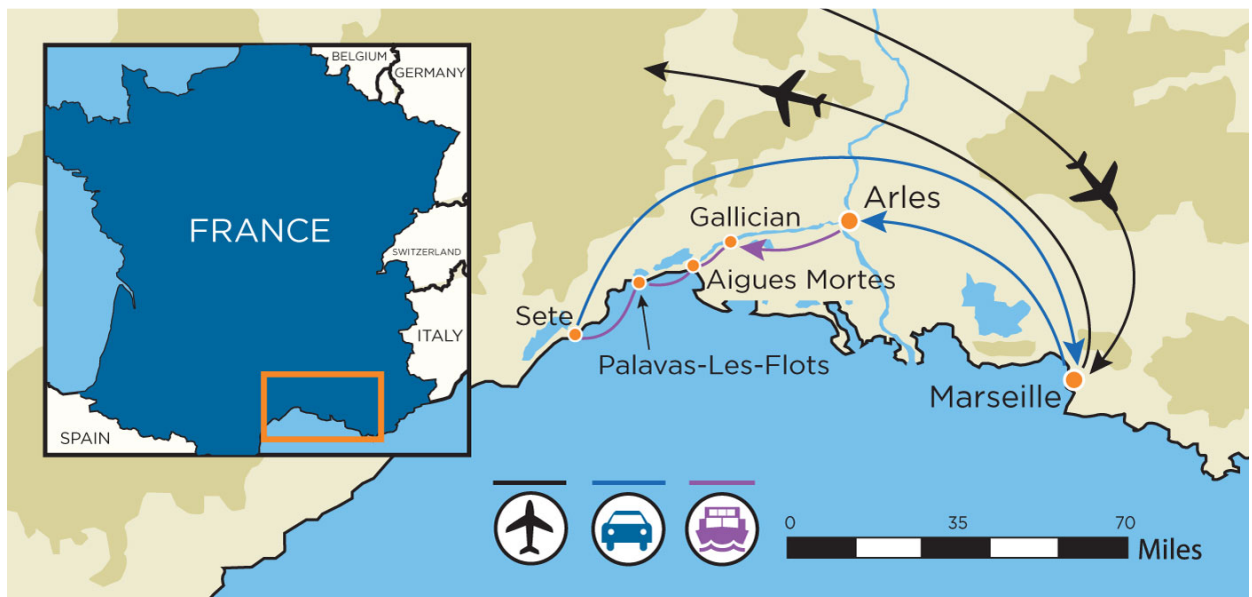 BELGIUM
GERMANY
FRANCE
SWITZERLAND
ITALY
SPAIN
Arles
Gallician
Aigues Mortes
Sete
Palavas-Les-Flots
Marseille
0 35 70
Miles